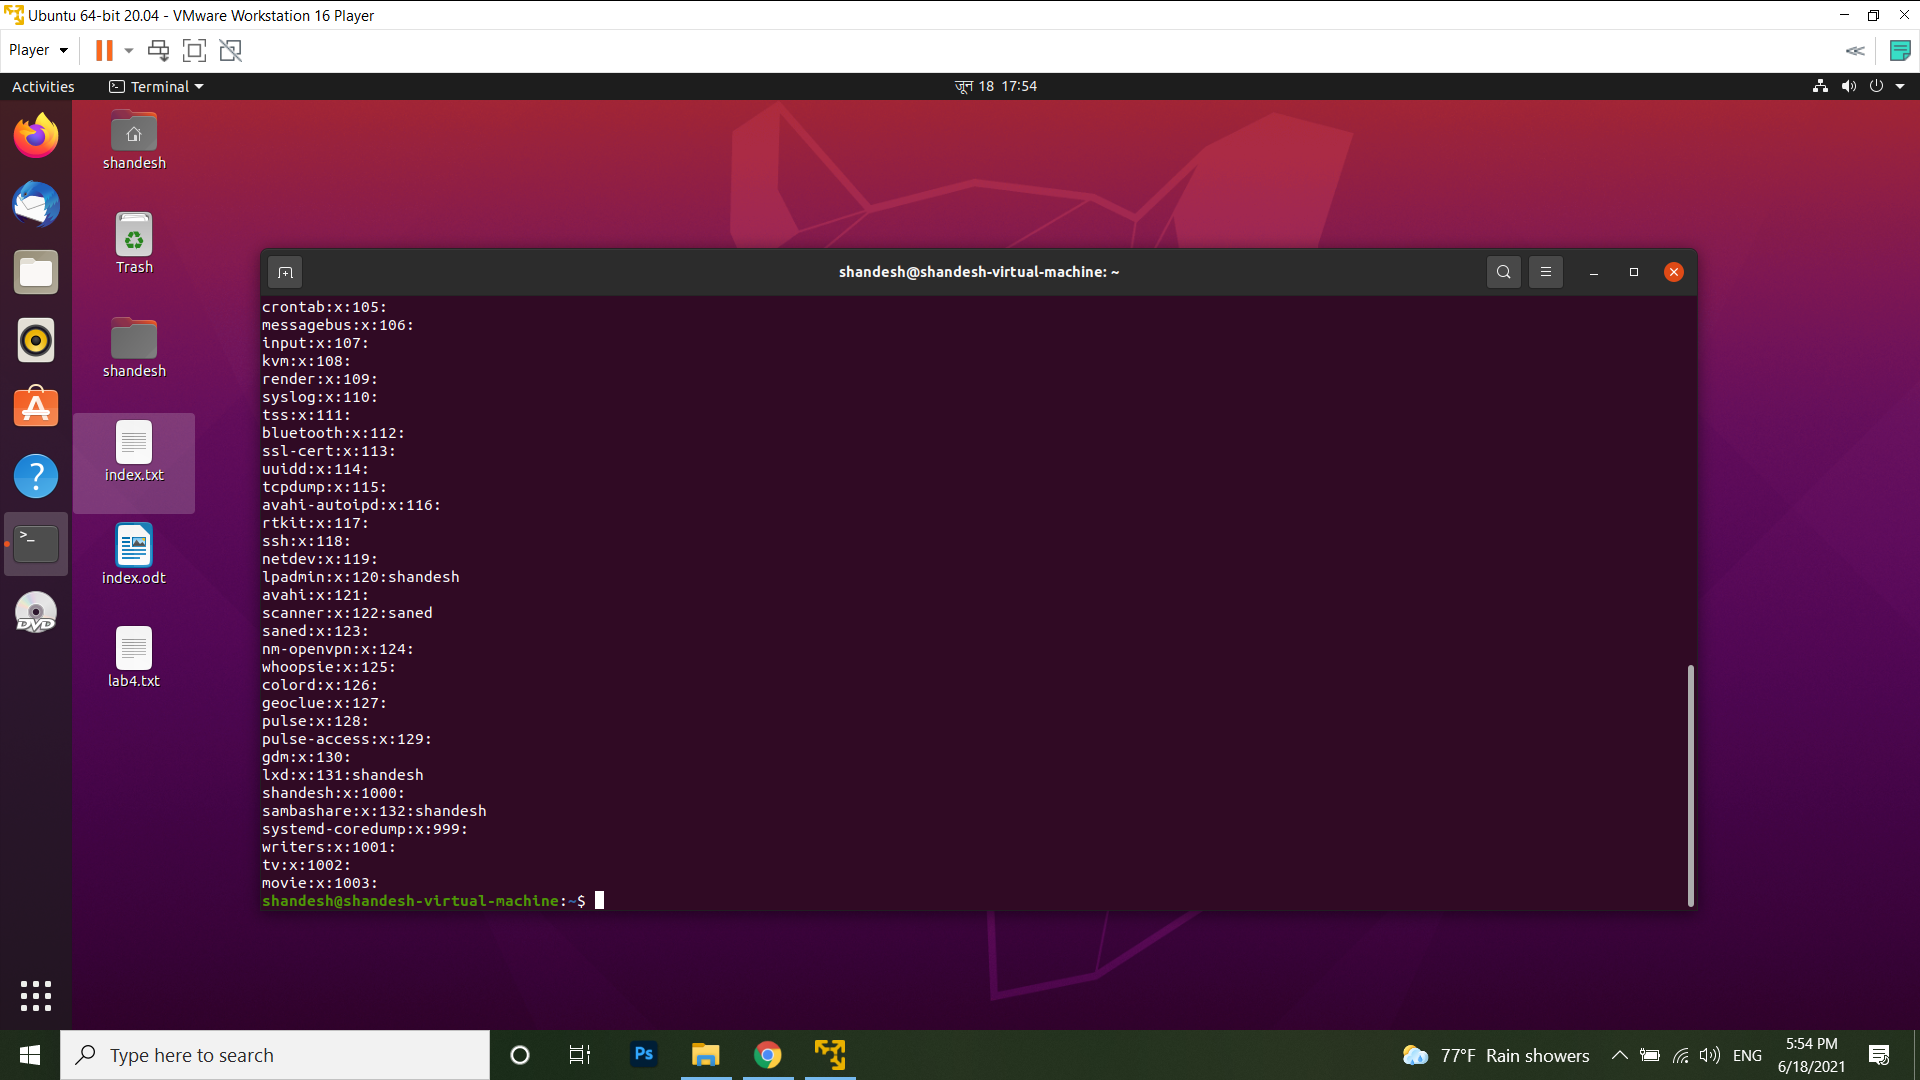 Ubuntu 64-bit 20.04 - VMware Workstation 16 Player
Player
Activities
Terminal
जून 18 17:54
shandesh
Trash
shandesh
index.txt
index.odt
lab4.txt
DVD
shandesh@shandesh-virtual-machine: ~
crontab:x:105:
messagebus:x:106:
input:x:107:
kvm:x:108:
render:x:109:
syslog:x:110:
tss:x:111:
bluetooth:x:112:
ssl-cert:x:113:
uuidd:x:114:
tcpdump:x:115:
avahi-autoipd:x:116:
rtkit:x:117:
ssh:x:118:
netdev:x:119:
lpadmin:x:120:shandesh
avahi:x:121:
scanner:x:122:saned
saned:x:123:
nm-openvpn:x:124:
whoopsie:x:125:
colord:x:126:
geoclue:x:127:
pulse:x:128:
pulse-access:x:129:
gdm:x:130:
lxd:x:131:shandesh
shandesh:x:1000:
sambashare:x:132:shandesh
systemd-coredump:x:999:
writers:x:1001:
tv:x:1002:
movie:x:1003:
shandesh@shandesh-virtual-machine:~$
Type here to search
Ps
77°F Rain showers
ENG
5:54 PM
6/18/2021